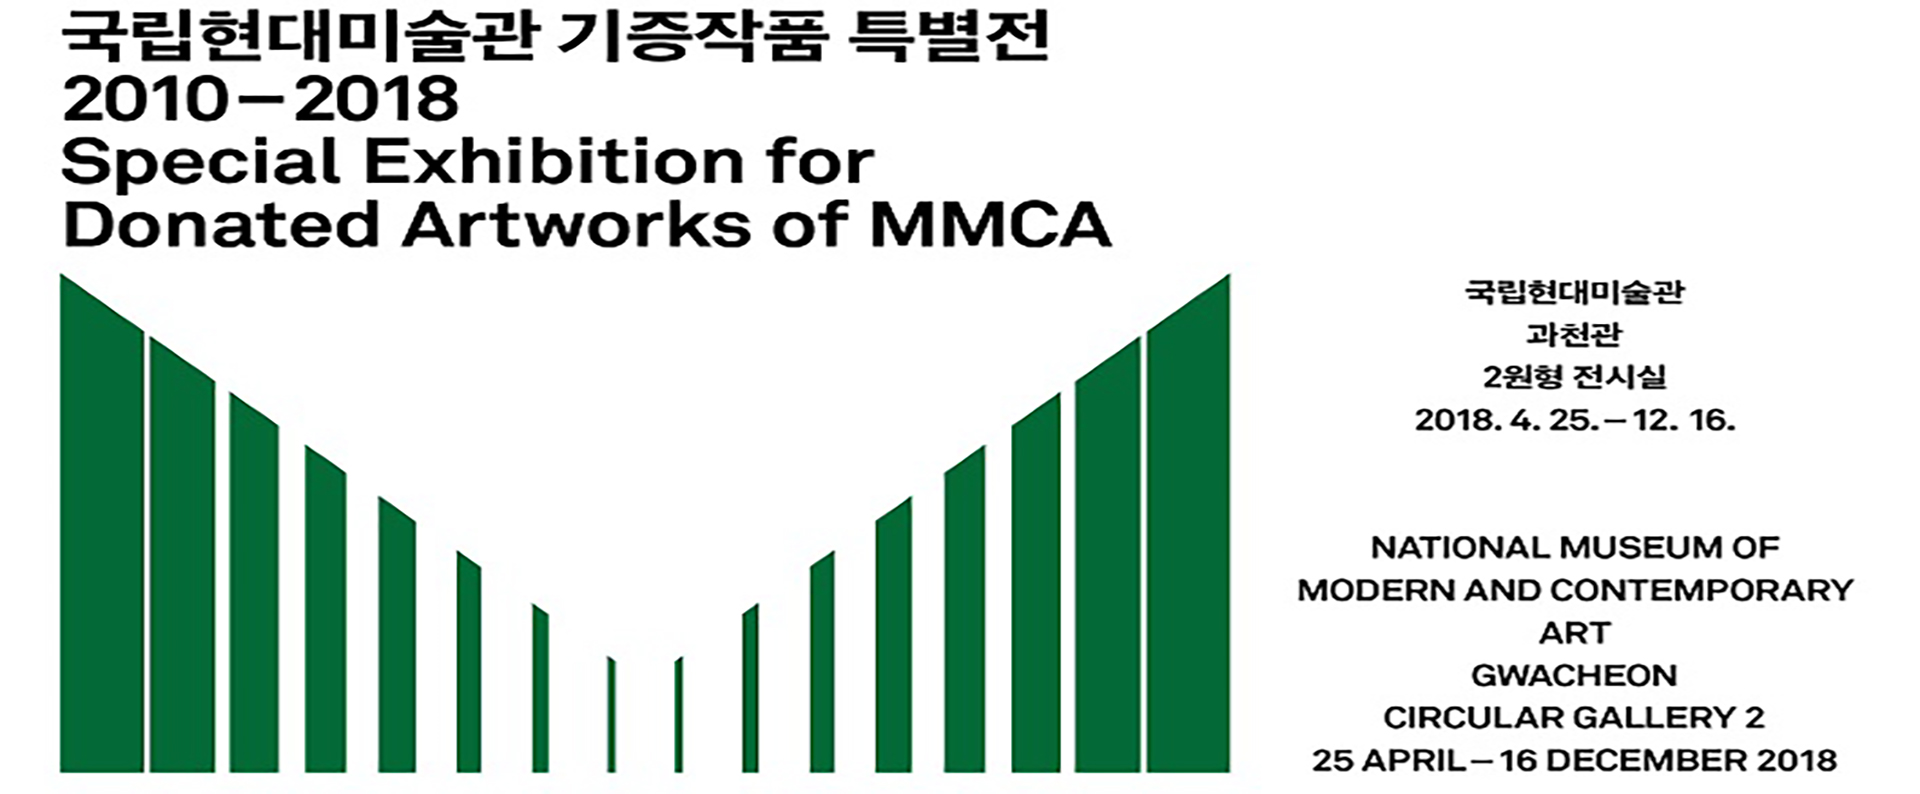 국립현대미술관 기증작품 특별전
2010–2018
Special Exhibition for
Donated Artworks of MMCA
국립현대미술관
과천관
2원형 전시실
2018. 4. 25.–12. 16.
NATIONAL MUSEUM OF
MODERN AND CONTEMPORARY
ART
GWACHEON
CIRCULAR GALLERY 2
25 APRIL–16 DECEMBER 2018